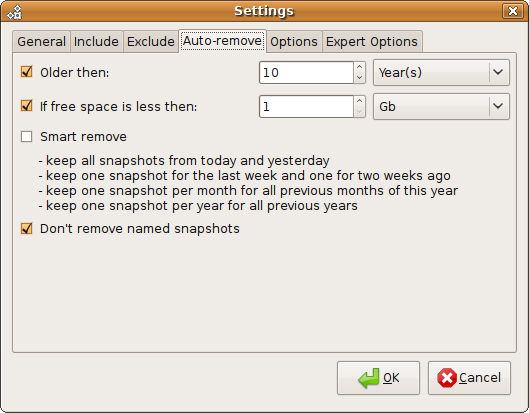 Settings
General Include Exclude Auto-remove Options Expert Options
Older then: 10 Year(s)
If free space is less then: 1 Gb
Smart remove
- keep all snapshots from today and yesterday
- keep one snapshot for the last week and one for two weeks ago
- keep one snapshot per month for all previous months of this year
- keep one snapshot per year for all previous years
Don't remove named snapshots
OK Cancel